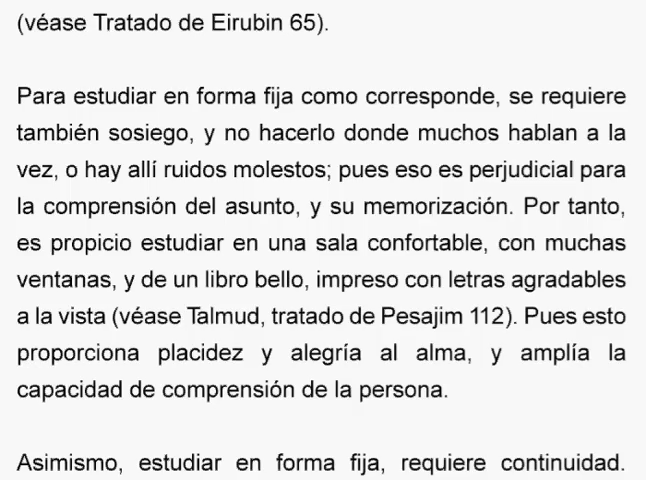 (véase Tratado de Eirubin 65).
Para estudiar en forma fija como corresponde, se requiere
también sosiego, y no hacerlo donde muchos hablan a la
vez, o hay allí ruidos molestos; pues eso es perjudicial para
la comprensión del asunto, y su memorización. Por tanto,
es propicio estudiar en una sala confortable, con muchas
ventanas, y de un libro bello, impreso con letras agradables
a la vista (véase Talmud, tratado de Pesajim 112). Pues esto
proporciona placidez y alegría al alma, y amplía la
capacidad de comprensión de la persona.
Asimismo, estudiar en forma fija, requiere continuidad.